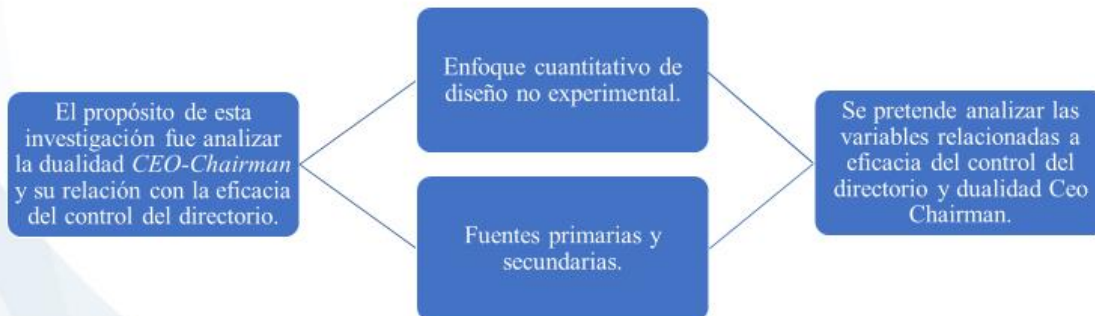 El propósito de esta
investigación fue analizar
la dualidad CEO-Chairman
y su relación con la eficacia
del control del directorio.
Enfoque cuantitativo de
diseño no experimental.
Fuentes primarias y
secundarias.
Se pretende analizar las
variables relacionadas a
eficacia del control del
directorio y dualidad Ceo
Chairman.